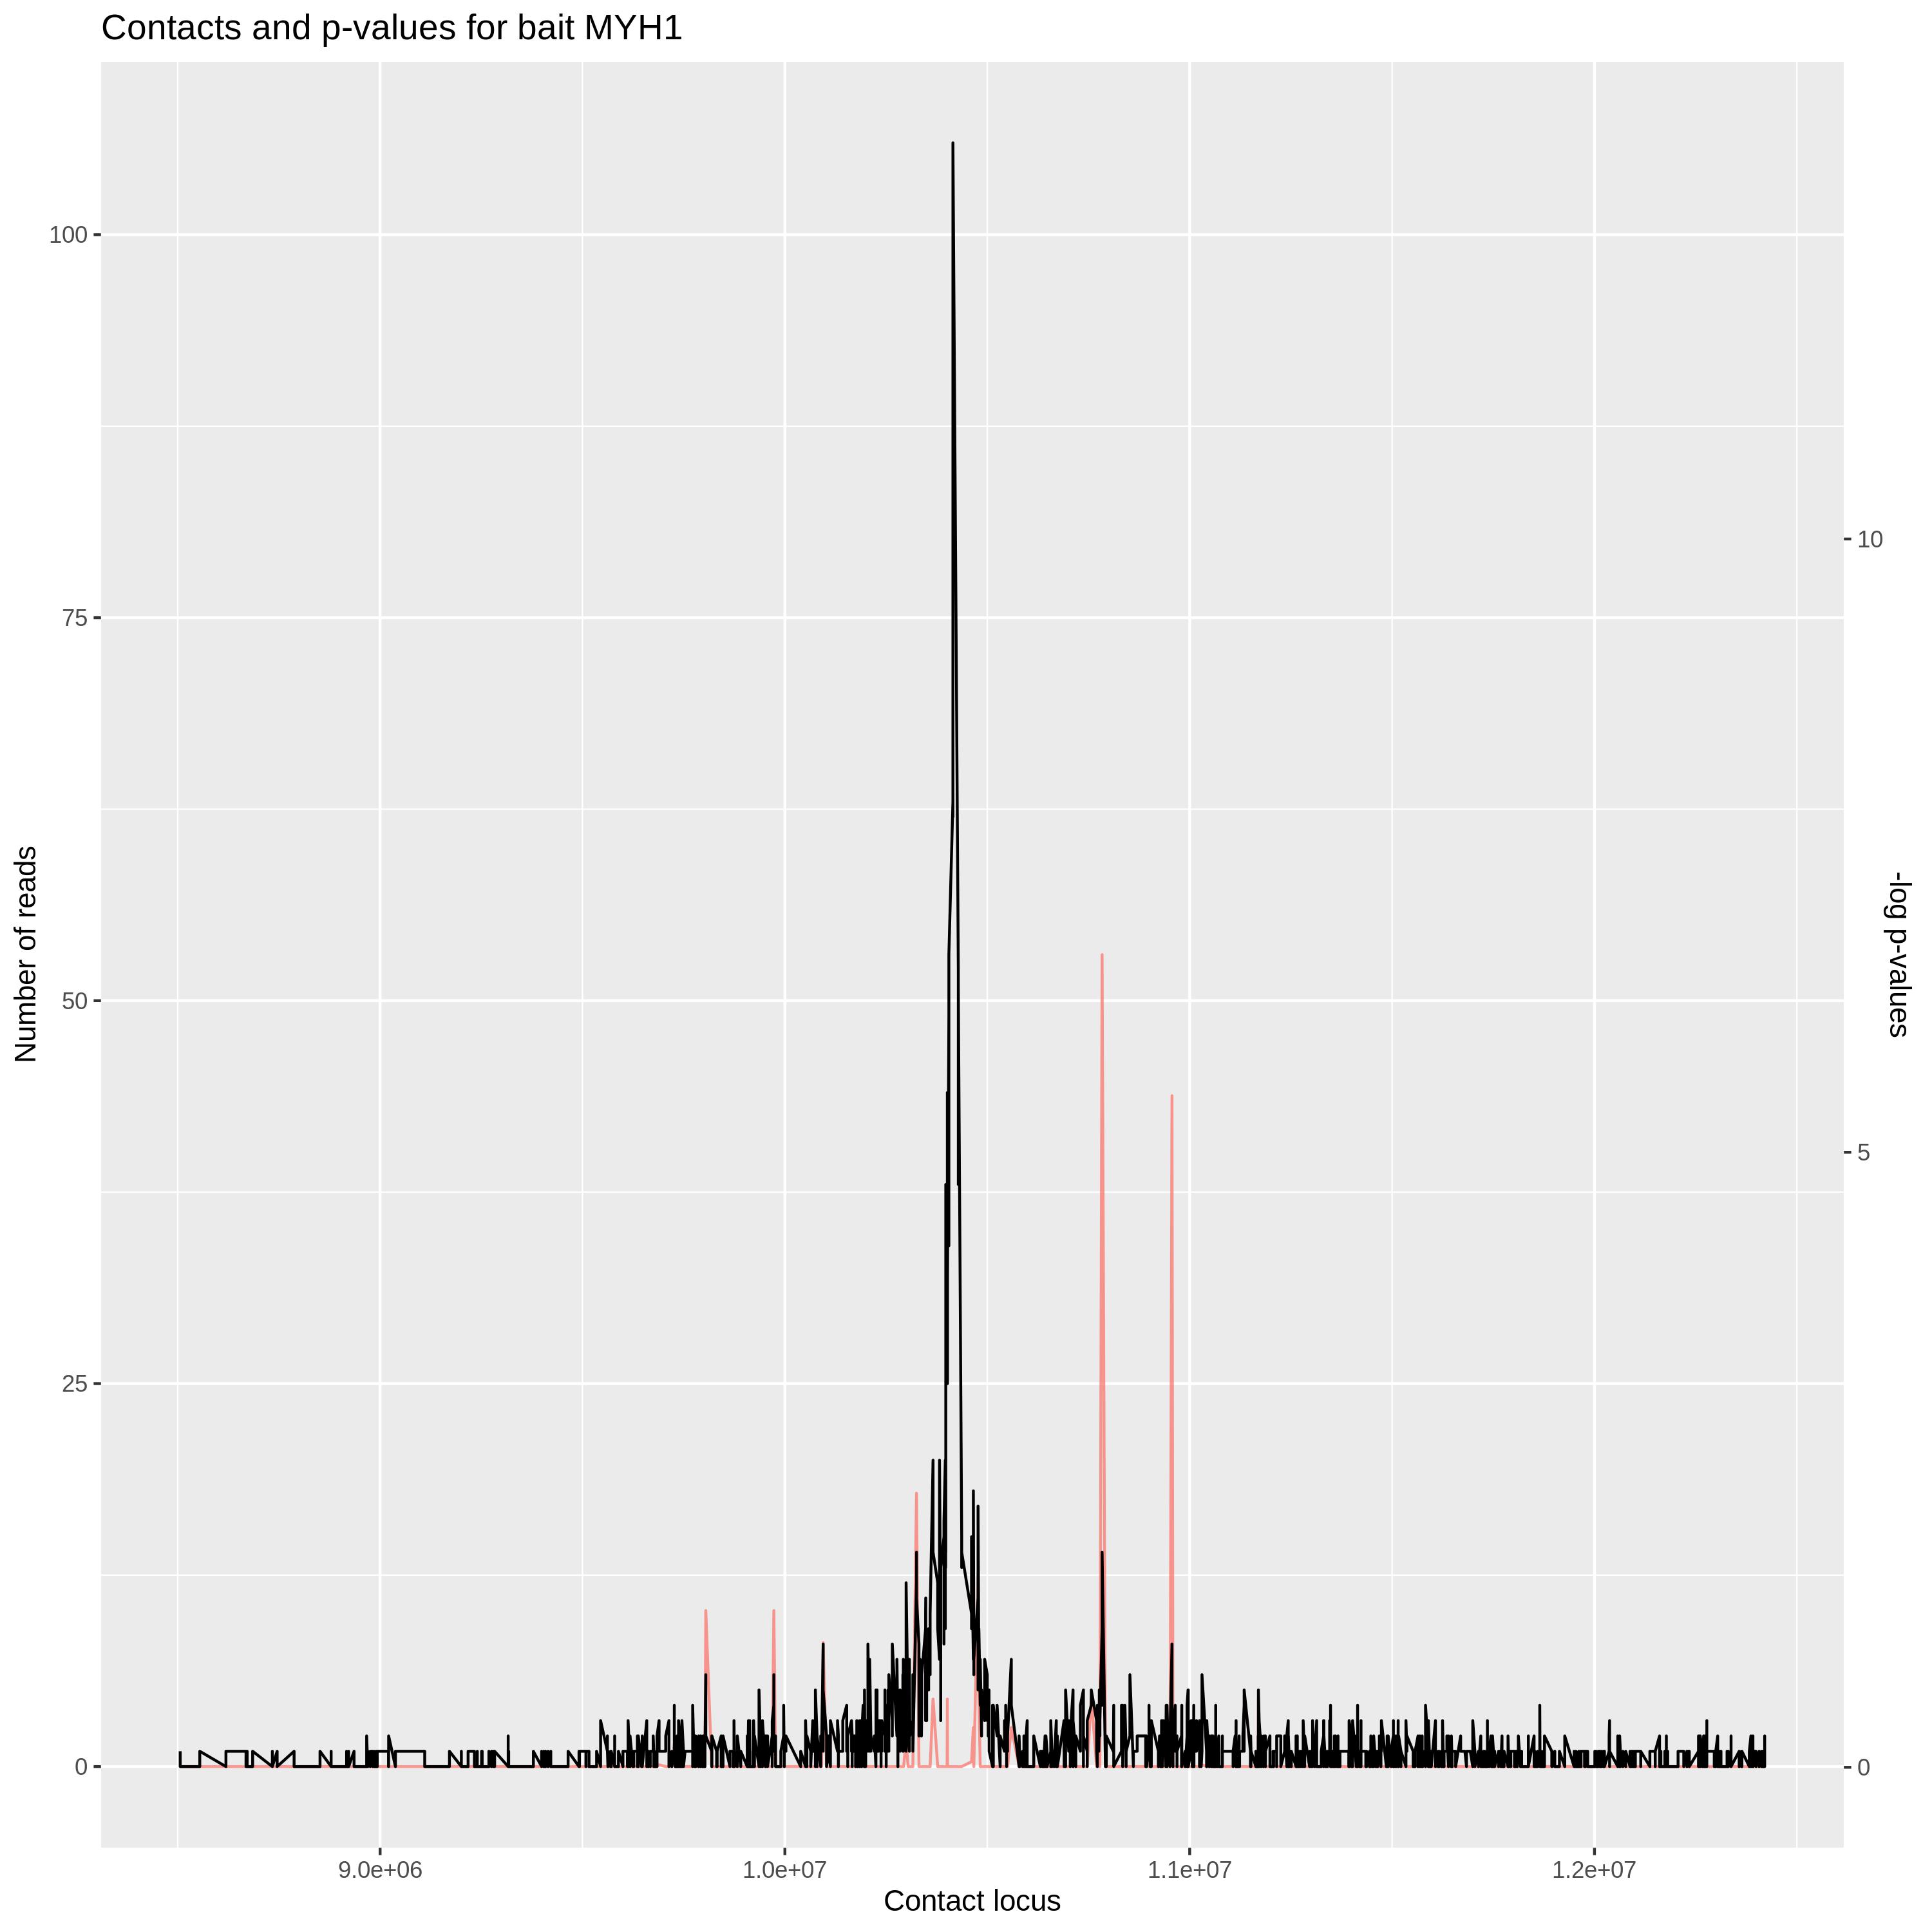 Contacts and p-values for bait MYH1
100
75
50
25
0
Number of reads
10
5
0
-log p-values
9.0e+06
1.0e+07
1.1e+07
1.2e+07
Contact locus